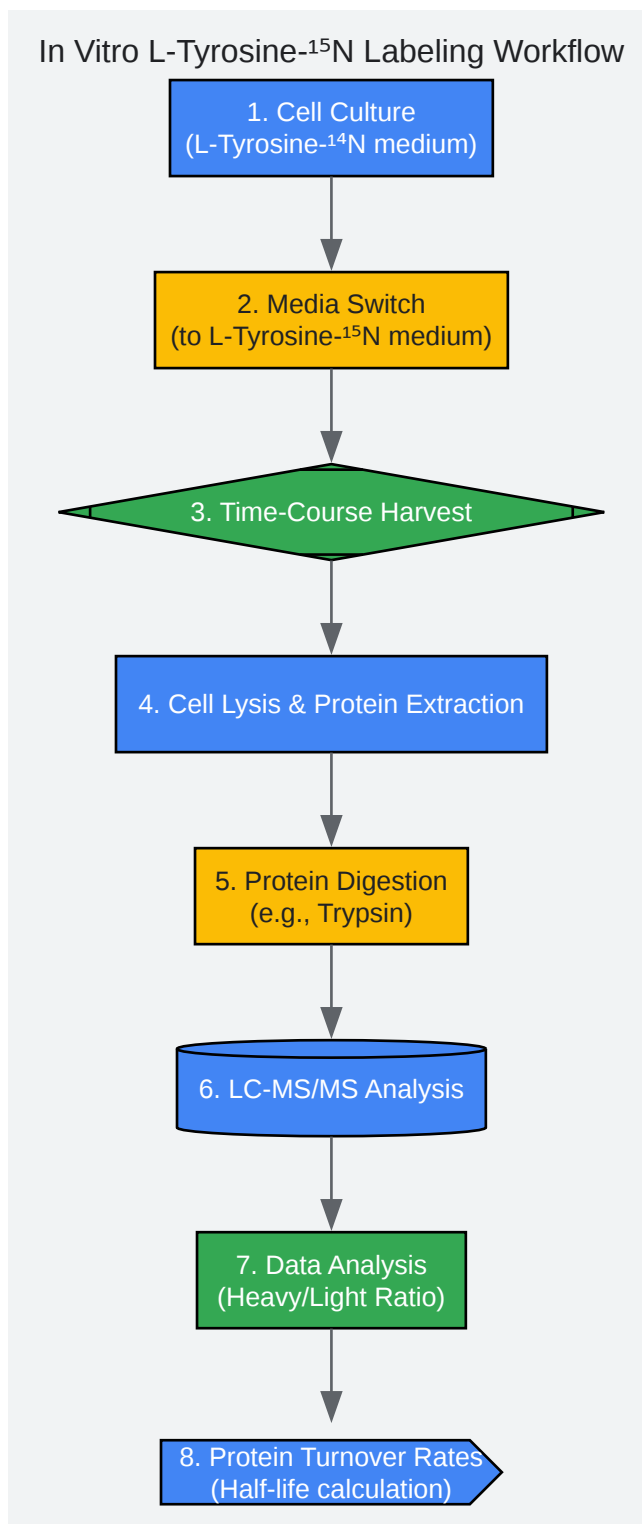 In Vitro L-Tyrosine-¹⁵N Labeling Workflow
1. Cell Culture
(L-Tyrosine-¹⁴N medium)
2. Media Switch
(to L-Tyrosine-¹⁵N medium)
3. Time-Course Harvest
4. Cell Lysis & Protein Extraction
5. Protein Digestion
(e.g., Trypsin)
6. LC-MS/MS Analysis
7. Data Analysis
(Heavy/Light Ratio)
8. Protein Turnover Rates
(Half-life calculation)